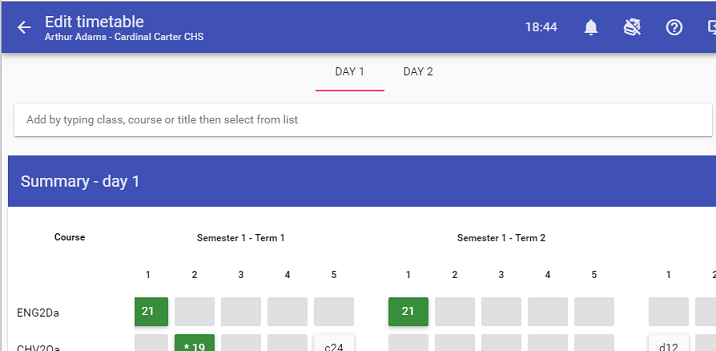 Edit timetable
Arthur Adams - Cardinal Carter CHS
18:44
DAY 1 DAY 2
Add by typing class, course or title then select from list
Summary - day 1
Course Semester 1 - Term 1 Semester 1 - Term 2
1 2 3 4 5 1 2 3 4 5 1 2
ENG2Da 21 21
CHV2Oa * 19 c24 d12